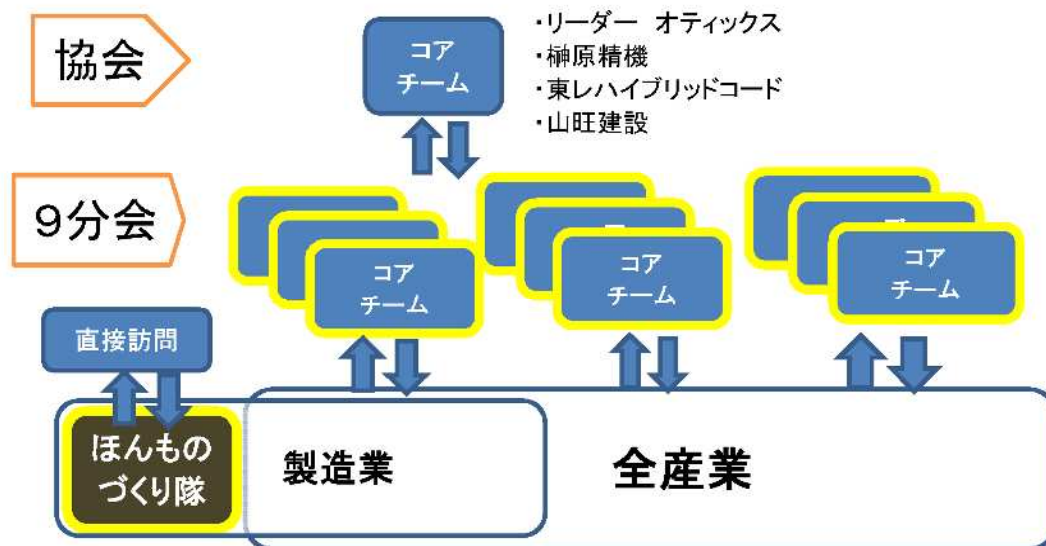 協会
コア
チーム
・リーダー オティックス
・榊原精機
・東レハイブリッドコード
・山旺建設
９分会
コア
チーム
コア
チーム
コア
チーム
直接訪問
ほんもの
づくり隊
製造業
全産業